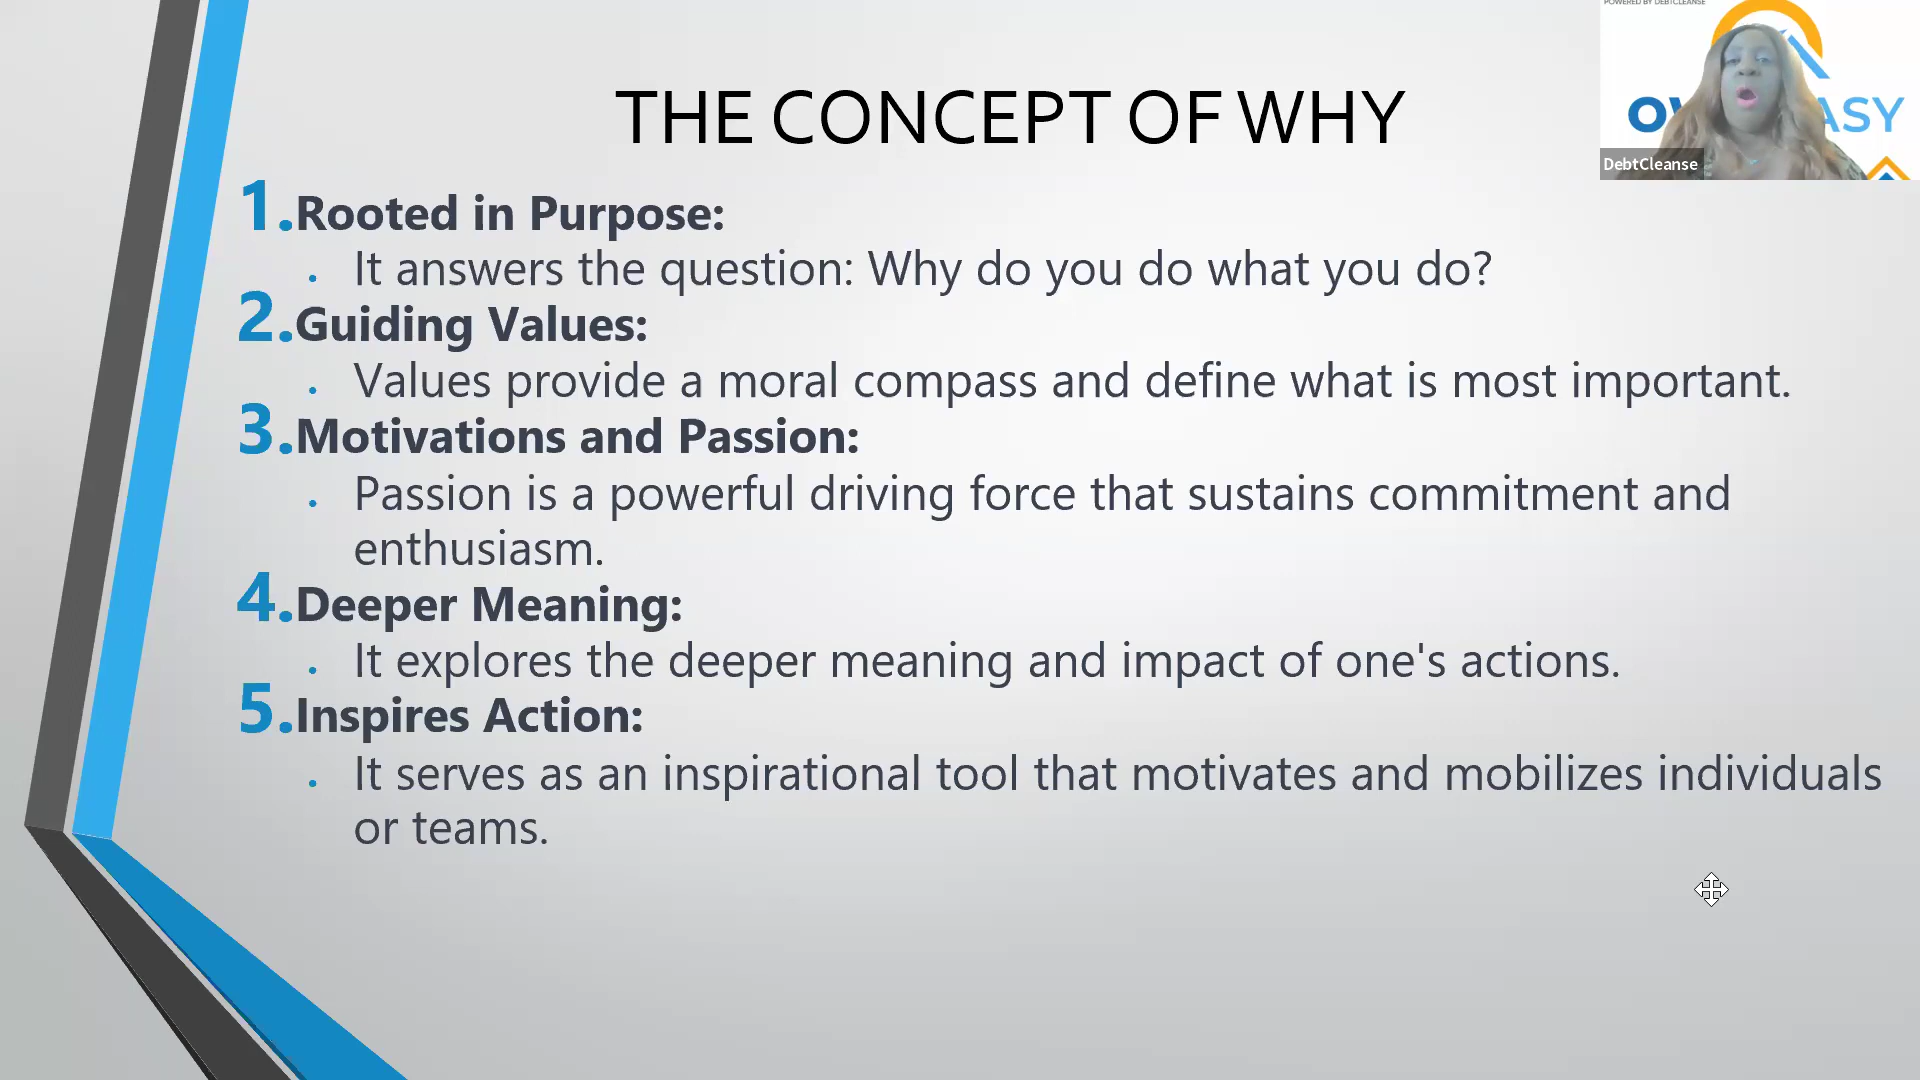 POWERED BY DEBTCLEANSE
THE CONCEPT OF WHY
DebtCleanse
1.Rooted in Purpose:
• It answers the question: Why do you do what you do?
2.Guiding Values:
• Values provide a moral compass and define what is most important.
3.Motivations and Passion:
• Passion is a powerful driving force that sustains commitment and
enthusiasm.
4.Deeper Meaning:
• It explores the deeper meaning and impact of one's actions.
5.Inspires Action:
• It serves as an inspirational tool that motivates and mobilizes individuals
or teams.